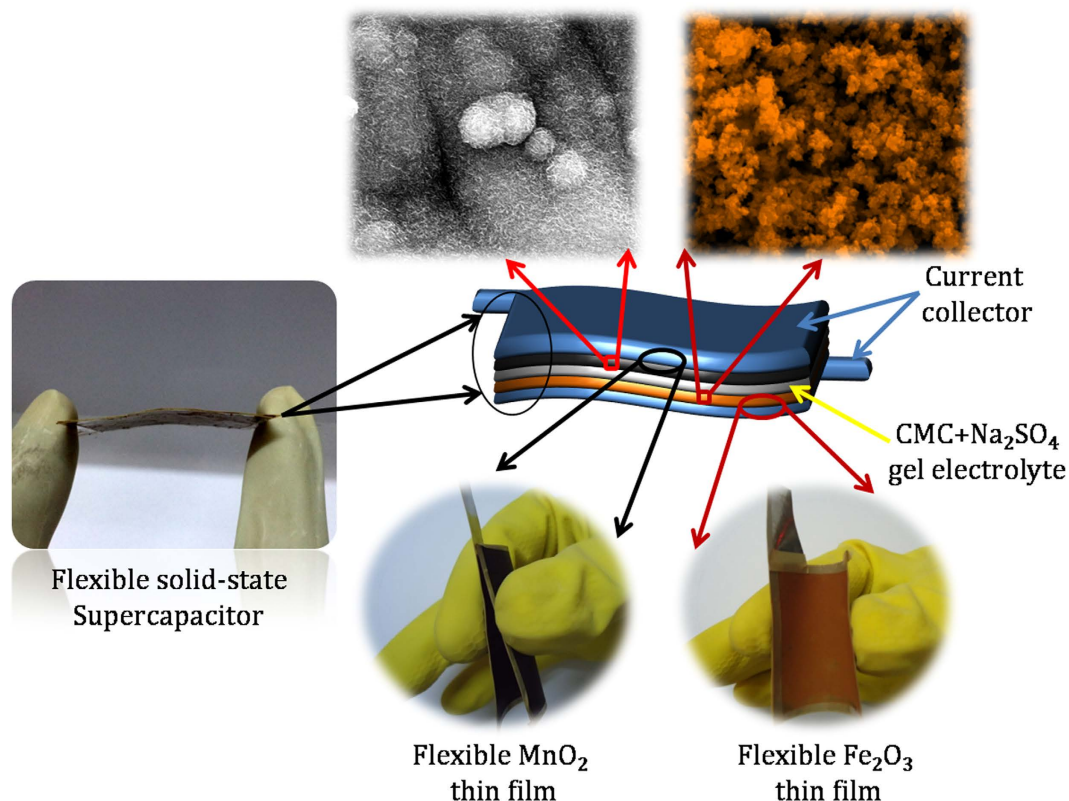 Current
collector
CMC+Na₂SO₄
gel electrolyte
Flexible solid-state
Supercapacitor
Flexible MnO₂
thin film
Flexible Fe₂O₃
thin film